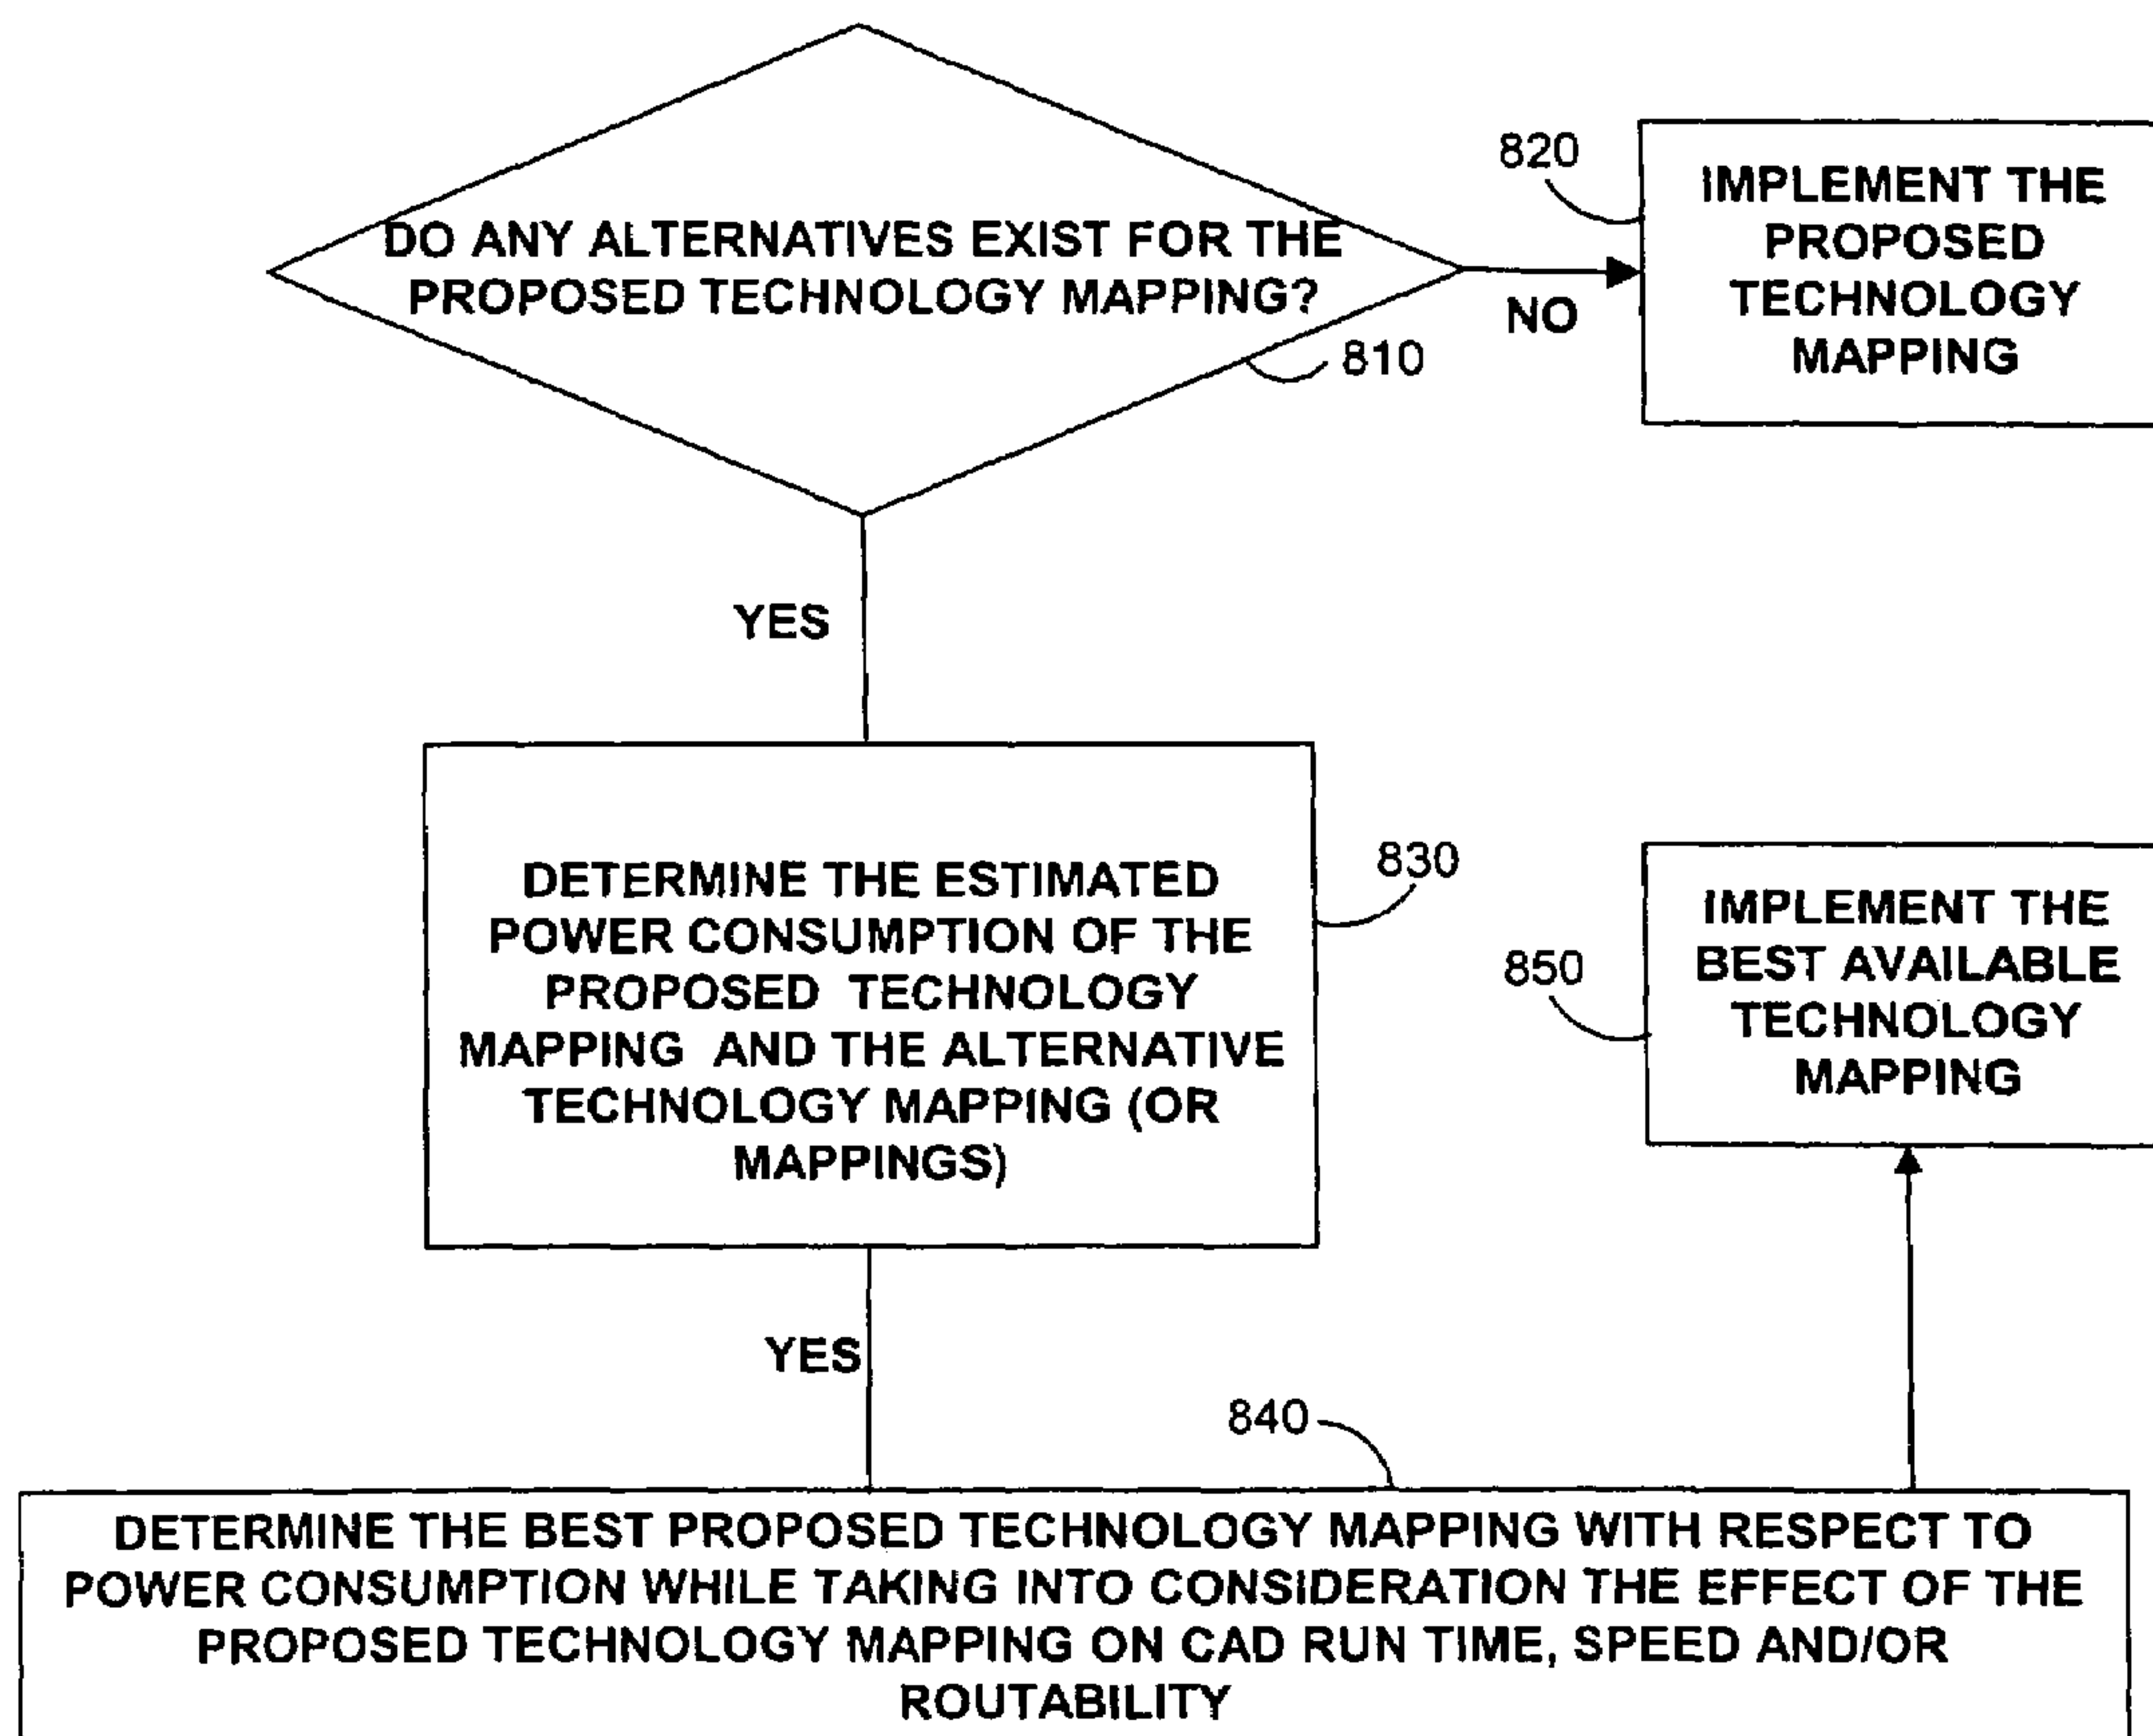 DO ANY ALTERNATIVES EXIST FOR THE
PROPOSED TECHNOLOGY MAPPING?
810
NO
820
IMPLEMENT THE
PROPOSED
TECHNOLOGY
MAPPING
YES
DETERMINE THE ESTIMATED
POWER CONSUMPTION OF THE
PROPOSED TECHNOLOGY
MAPPING AND THE ALTERNATIVE
TECHNOLOGY MAPPING (OR
MAPPINGS)
830
850
IMPLEMENT THE
BEST AVAILABLE
TECHNOLOGY
MAPPING
YES
840
DETERMINE THE BEST PROPOSED TECHNOLOGY MAPPING WITH RESPECT TO
POWER CONSUMPTION WHILE TAKING INTO CONSIDERATION THE EFFECT OF THE
PROPOSED TECHNOLOGY MAPPING ON CAD RUN TIME, SPEED AND/OR
ROUTABILITY